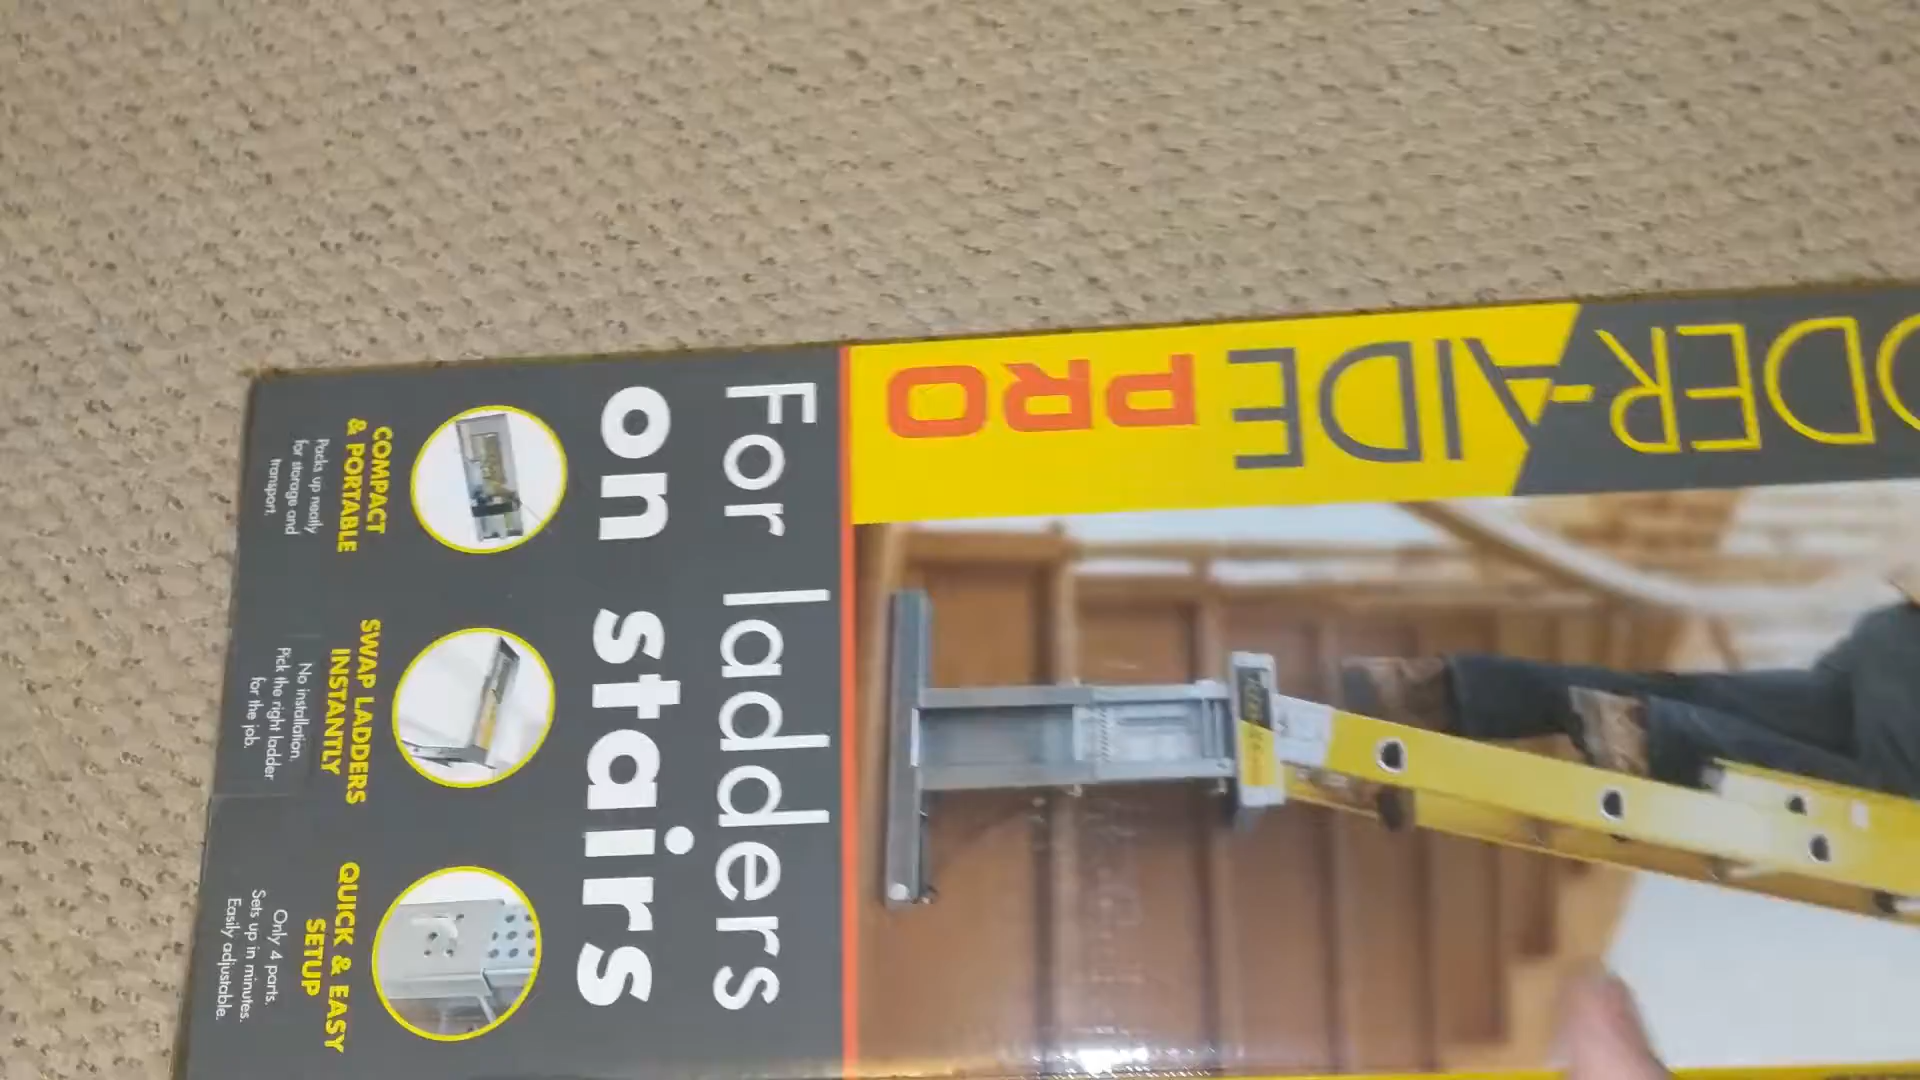 DDER-AIDE PRO
For ladders
on stairs
COMPACT
& PORTABLE
Packs up neatly
for storage and
transport.
SWAP LADDERS
INSTANTLY
No installation.
Pick the right ladder
for the job.
QUICK & EASY
SETUP
Only 4 parts.
Sets up in minutes.
Easily adjustable.